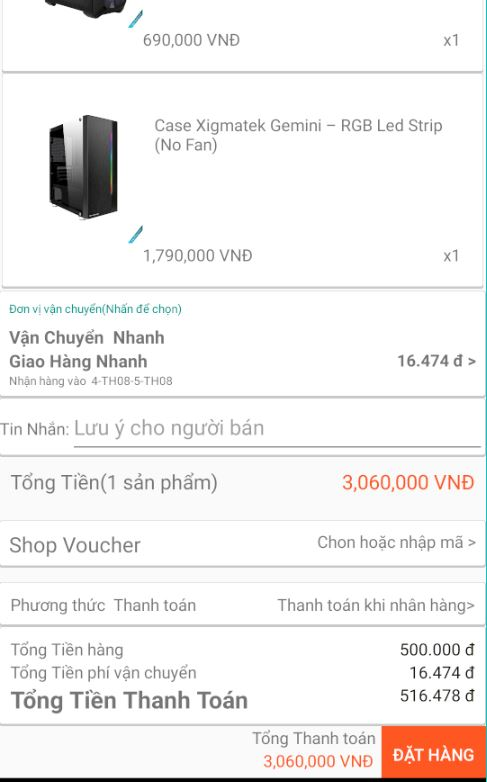 690,000 VNĐ x1
Case Xigmatek Gemini – RGB Led Strip
(No Fan)
1,790,000 VNĐ x1
Đơn vị vận chuyển(Nhấn để chọn)
Vận Chuyển Nhanh
Giao Hàng Nhanh 16.474 đ >
Nhận hàng vào 4-TH08-5-TH08
Tin Nhắn: Lưu ý cho người bán
Tổng Tiền(1 sản phẩm) 3,060,000 VNĐ
Shop Voucher Chon hoặc nhập mã >
Phương thức Thanh toán Thanh toán khi nhân hàng>
Tổng Tiền hàng 500.000 đ
Tổng Tiền phí vận chuyển 16.474 đ
Tổng Tiền Thanh Toán 516.478 đ
Tổng Thanh toán
3,060,000 VNĐ
ĐẶT HÀNG